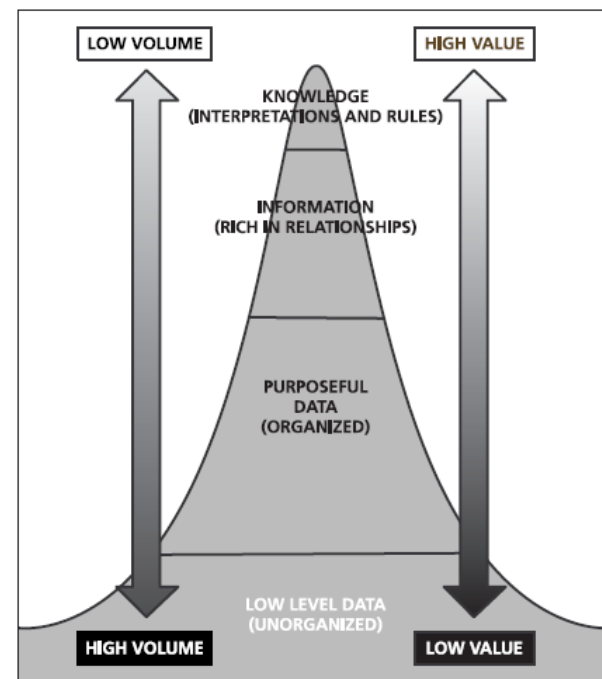 LOW VOLUME
HIGH VALUE
KNOWLEDGE
(INTERPRETATIONS AND RULES)
INFORMATION
(RICH IN RELATIONSHIPS)
PURPOSEFUL
DATA
(ORGANIZED)
LOW LEVEL DATA
(UNORGANIZED)
HIGH VOLUME
LOW VALUE